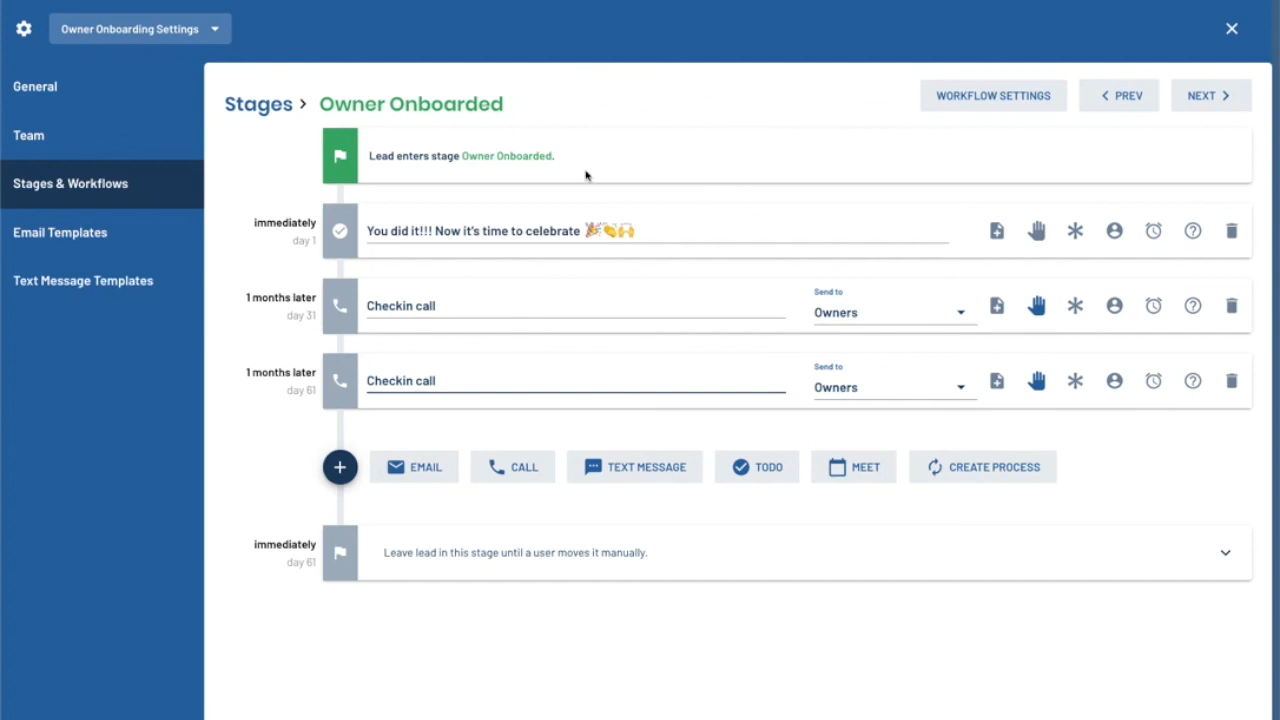 Owner Onboarding Settings
General
Team
Stages & Workflows
Email Templates
Text Message Templates
Stages > Owner Onboarded
WORKFLOW SETTINGS
PREV
NEXT
Lead enters stage Owner Onboarded.
immediately
day 1
You did it!!! Now it's time to celebrate 🎉👏🙌
1 months later
day 31
Checkin call
Send to
Owners
1 months later
day 61
Checkin call
Send to
Owners
EMAIL
CALL
TEXT MESSAGE
TODO
MEET
CREATE PROCESS
immediately
day 61
Leave lead in this stage until a user moves it manually.